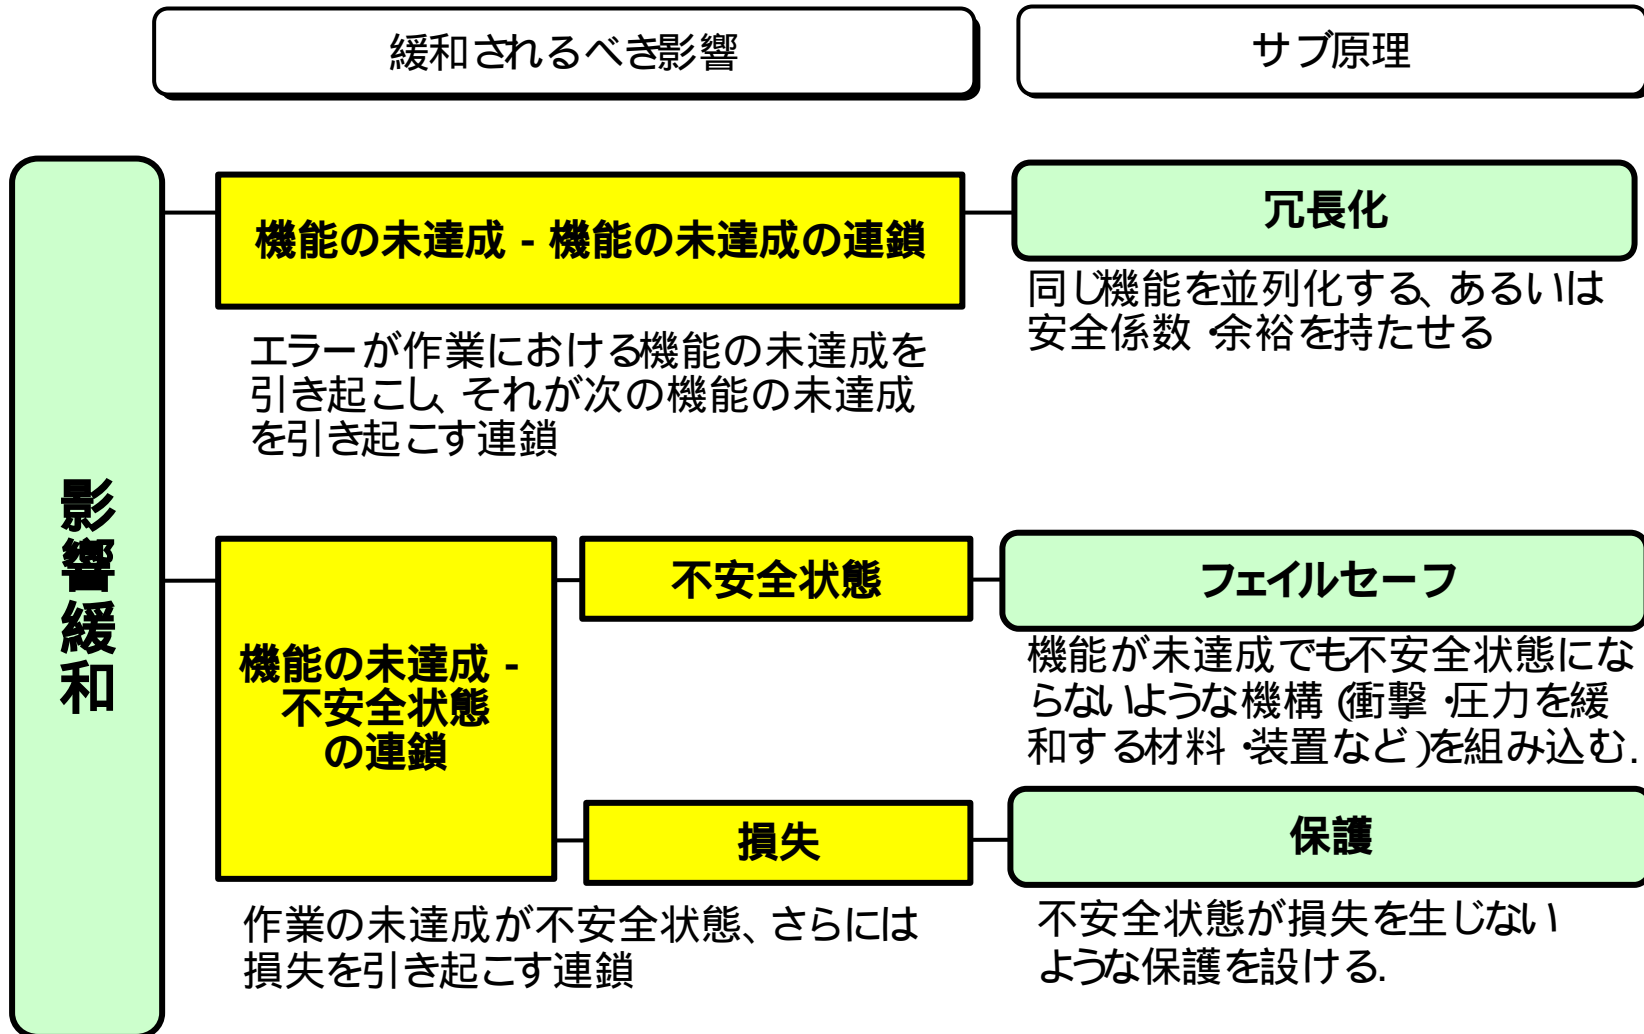 緩和されるべき影響
サブ原理
影響緩和
機能の未達成 - 機能の未達成の連鎖
エラーが作業における機能の未達成を
引き起こし、それが次の機能の未達成
を引き起こす連鎖
冗長化
同じ機能を並列化する、あるいは
安全係数・余裕を持たせる
機能の未達成 -
不安全状態
の連鎖
不安全状態
フェイルセーフ
機能が未達成でも不安全状態にな
らないような機構(衝撃・圧力を緩
和する材料・装置など)を組み込む.
損失
保護
作業の未達成が不安全状態、さらには
損失を引き起こす連鎖
不安全状態が損失を生じない
ような保護を設ける.